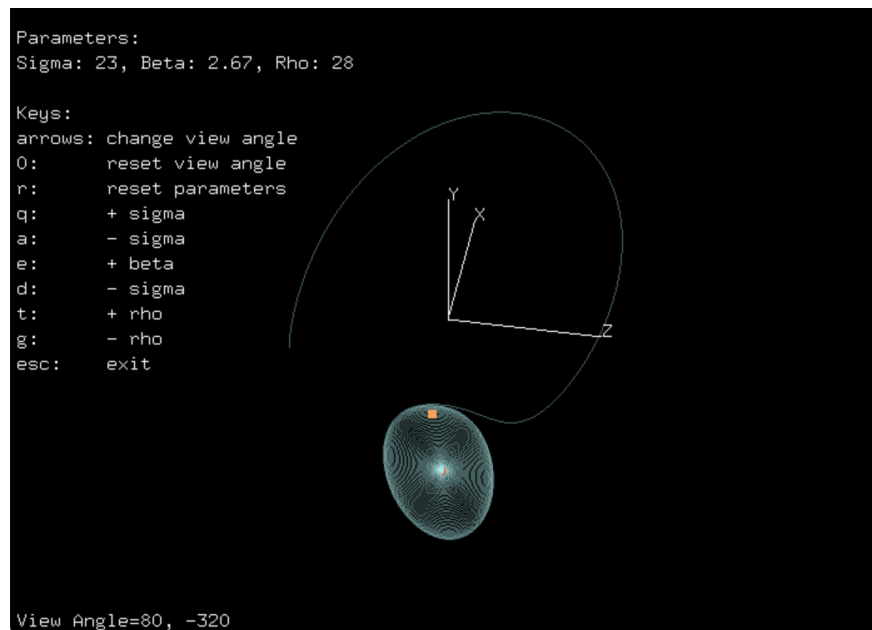 Parameters:
Sigma: 23, Beta: 2.67, Rho: 28
Keys:
arrows: change view angle
0: reset view angle
r: reset parameters
q: + sigma
a: - sigma
e: + beta
d: - sigma
t: + rho
g: - rho
esc: exit
Y
X
Z
View Angle=80, -320